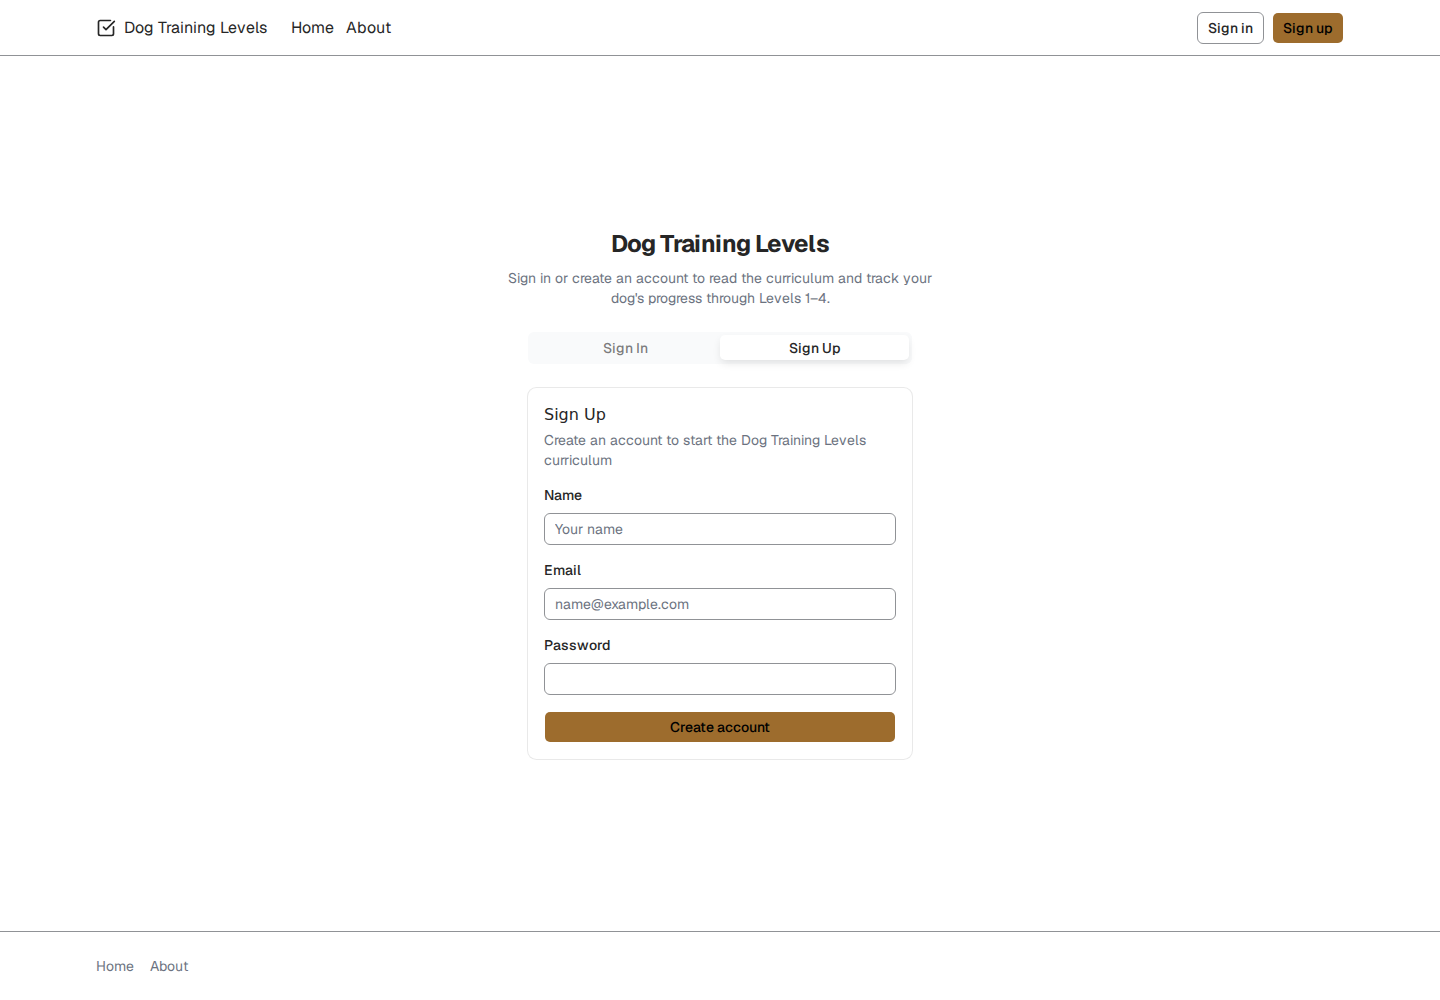 Dog Training Levels Home About Sign in Sign up
Dog Training Levels
Sign in or create an account to read the curriculum and track your
dog's progress through Levels 1–4.
Sign In Sign Up
Sign Up
Create an account to start the Dog Training Levels
curriculum
Name
Your name
Email
name@example.com
Password
Create account
Home About